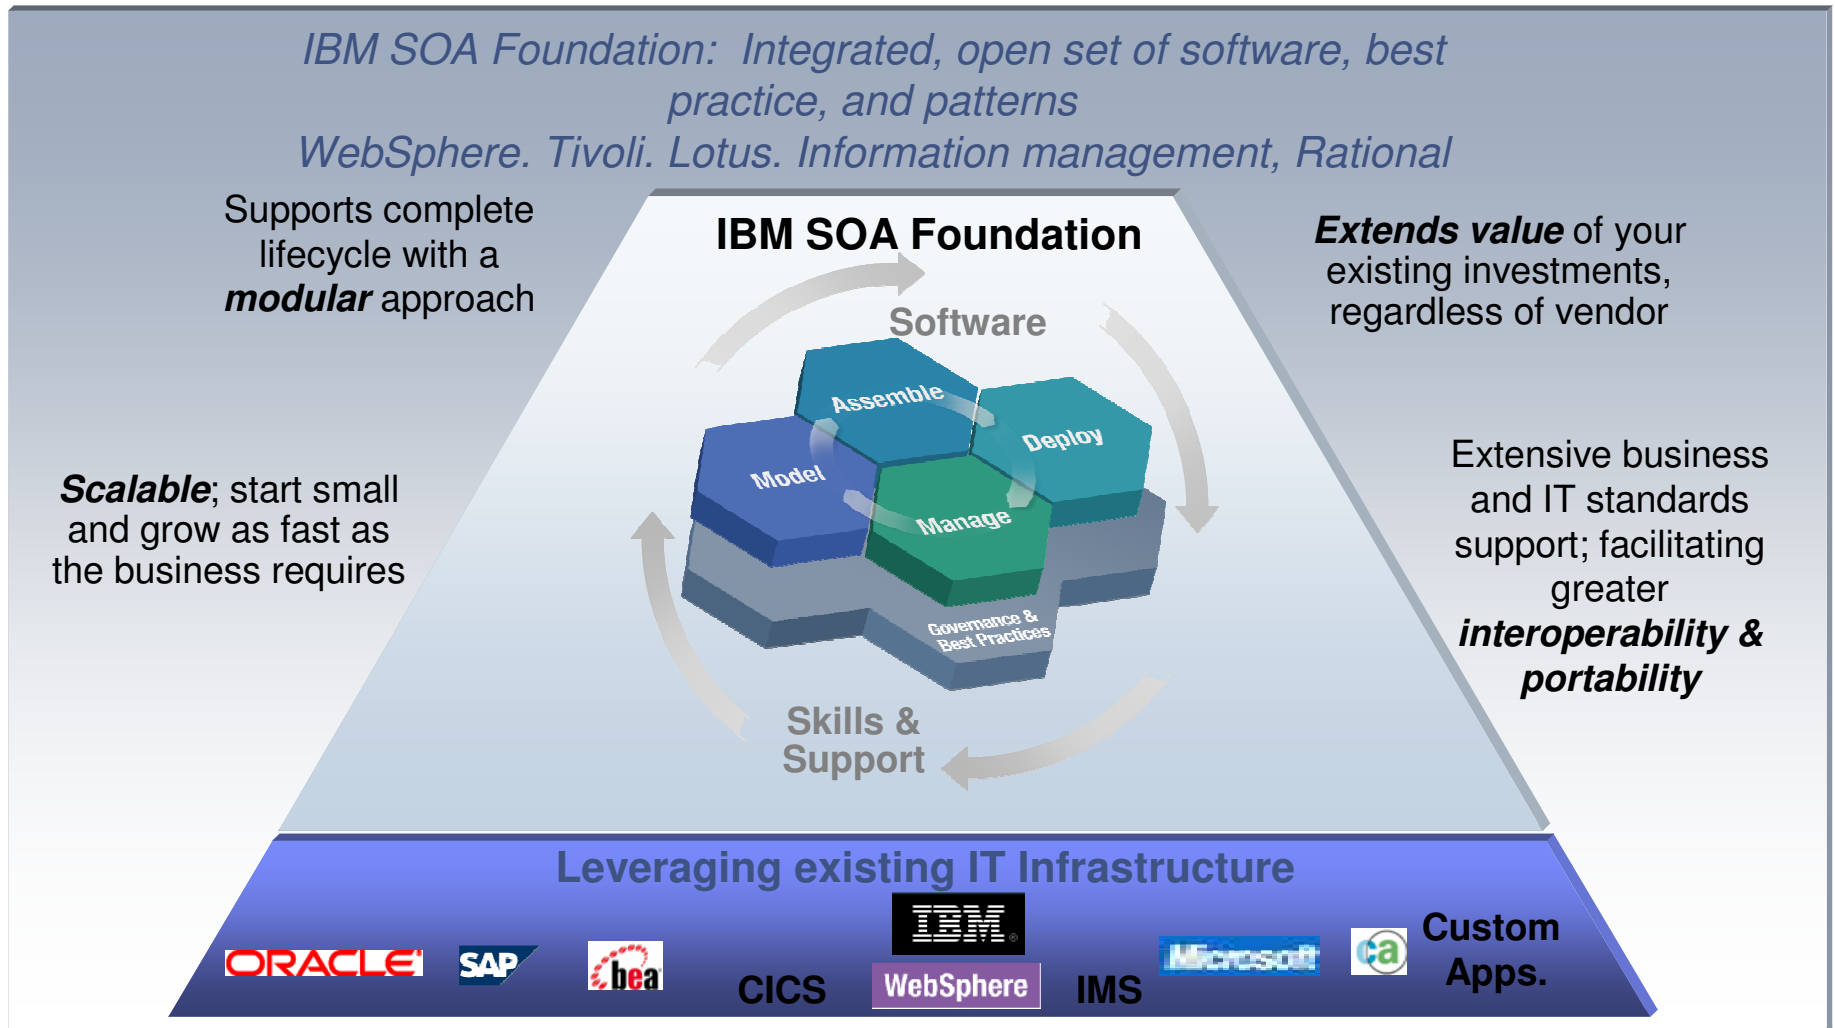 IBM SOA Foundation:  Integrated, open set of software, best
practice, and patterns
WebSphere. Tivoli. Lotus. Information management, Rational
Supports complete
lifecycle with a
modular approach
Scalable; start small
and grow as fast as
the business requires
IBM SOA Foundation
Software
Assemble
Deploy
Model
Manage
Governance &
Best Practices
Skills &
Support
Extends value of your
existing investments,
regardless of vendor
Extensive business
and IT standards
support; facilitating
greater
interoperability &
portability
Leveraging existing IT Infrastructure
ORACLE
SAP
bea
CICS
IBM
WebSphere
IMS
Microsoft
ca
Custom
Apps.